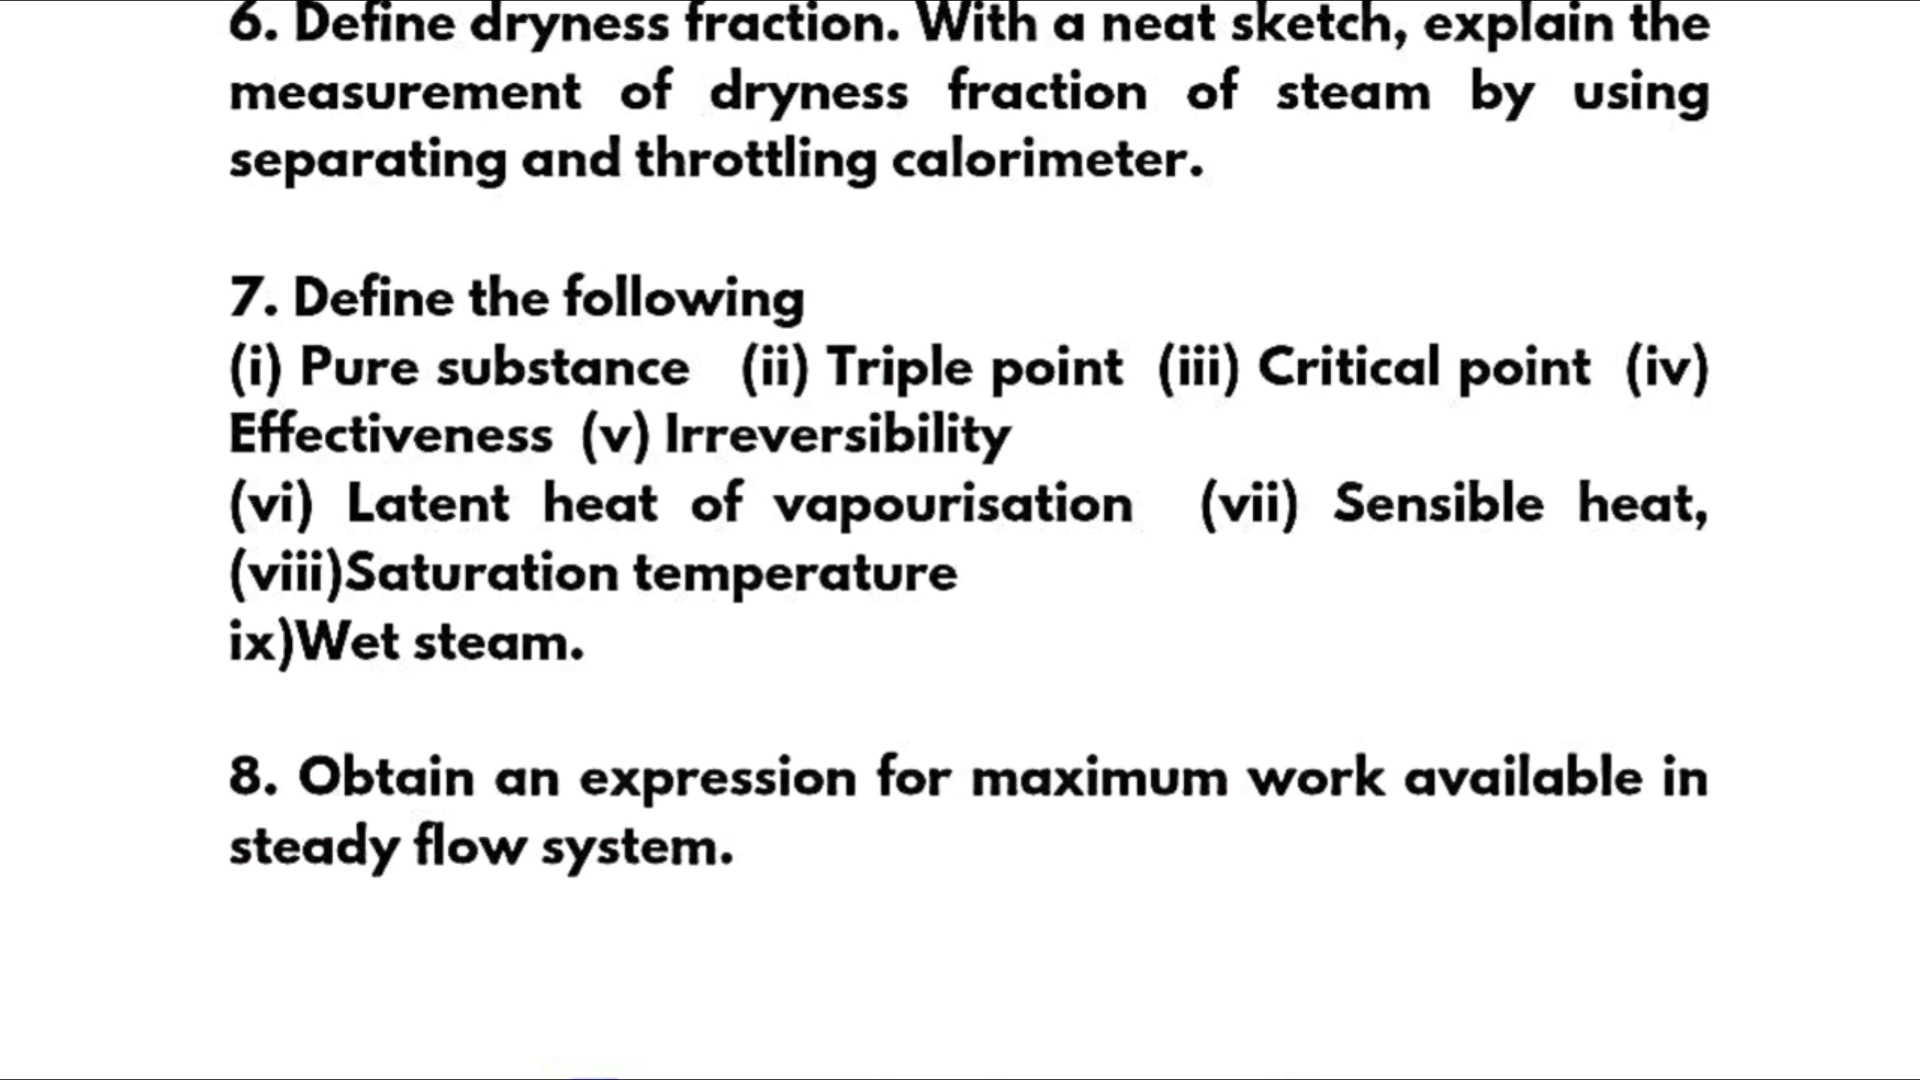 6. Define dryness fraction. With a neat sketch, explain the
measurement of dryness fraction of steam by using
separating and throttling calorimeter.
7. Define the following
(i) Pure substance (ii) Triple point (iii) Critical point (iv)
Effectiveness (v) Irreversibility
(vi) Latent heat of vapourisation (vii) Sensible heat,
(viii)Saturation temperature
ix)Wet steam.
8. Obtain an expression for maximum work available in
steady flow system.